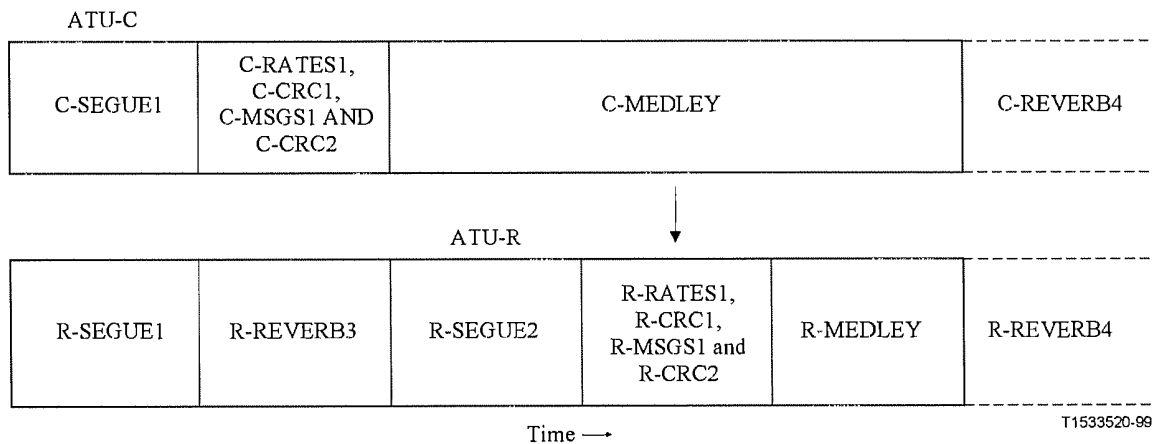 ATU-C
C-SEGUE1
C-RATES1,
C-CRC1,
C-MSGS1 AND
C-CRC2
C-MEDLEY
C-REVERB4
ATU-R
R-SEGUE1
R-REVERB3
R-SEGUE2
R-RATES1,
R-CRC1,
R-MSGS1 and
R-CRC2
R-MEDLEY
R-REVERB4
Time →
T1533520-99